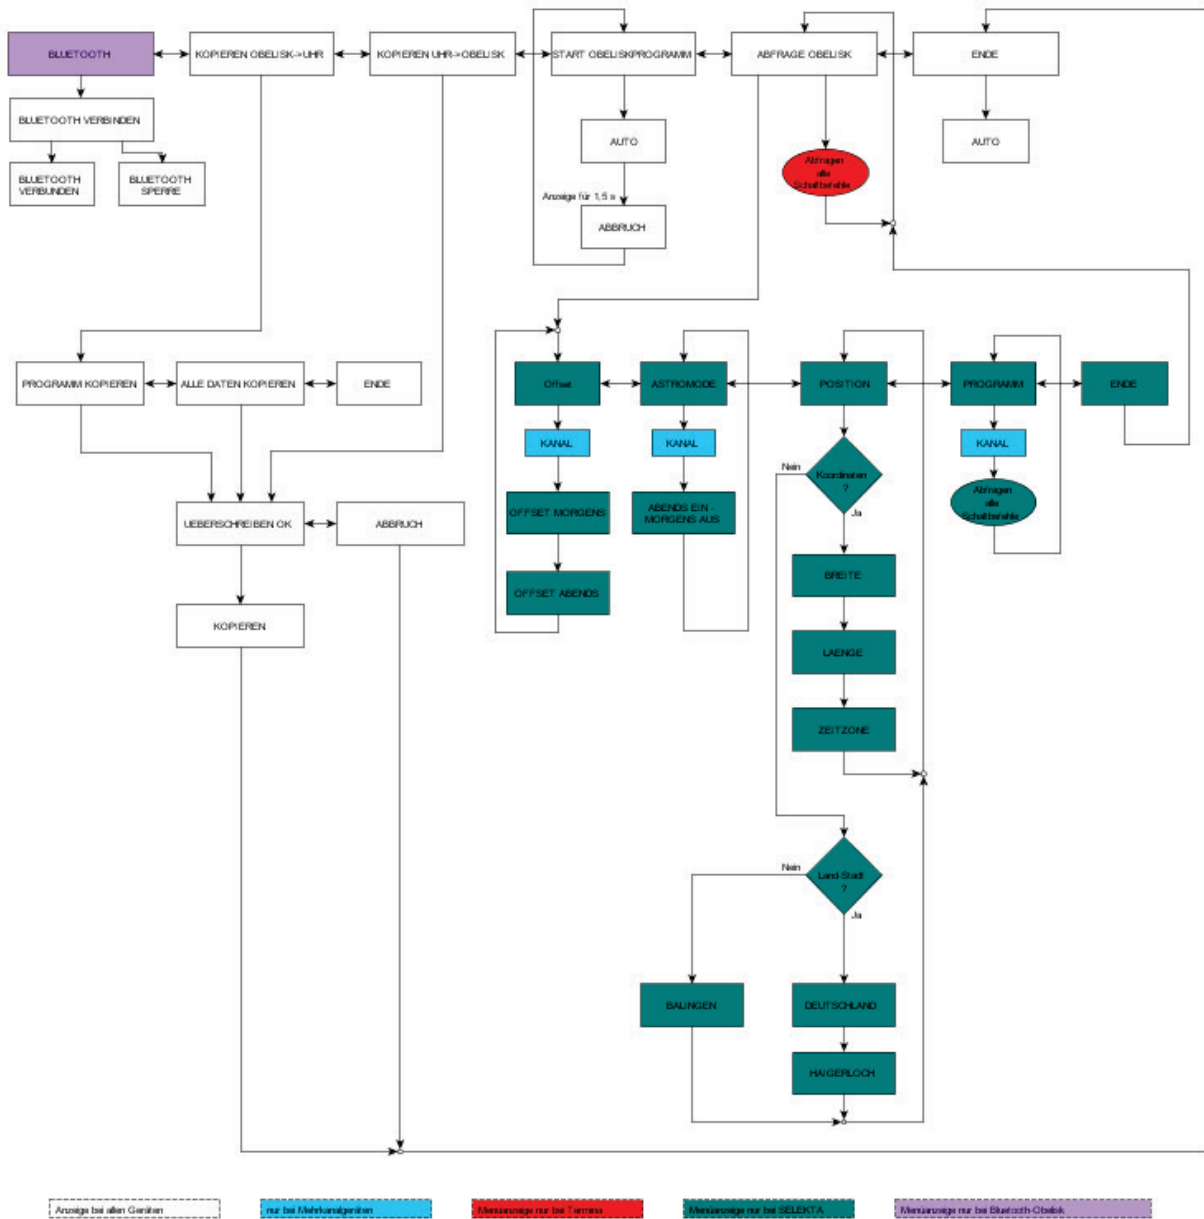 BLUETOOTH
KOPIEREN OBELISK->UHR
KOPIEREN UHR->OBELISK
START OBELISKPROGRAMM
ABFRAGE OBELISK
ENDE
BLUETOOTH VERBINDEN
AUTO
AUTO
BLUETOOTH
VERBUNDEN
BLUETOOTH
SPERRE
Abfragen
alle
Schaltbefehle
Anzeige für 1,5 s
ABBRUCH
PROGRAMM KOPIEREN
ALLE DATEN KOPIEREN
ENDE
Offset
ASTROMODE
POSITION
PROGRAMM
ENDE
KANAL
KANAL
KANAL
Nein
Koordinaten
?
Ja
Abfragen
alle
Schaltbefehle
OFFSET MORGENS
ABENDS EIN -
MORGENS AUS
UEBERSCHREIBEN OK
ABBRUCH
BREITE
OFFSET ABENDS
KOPIEREN
LAENGE
ZEITZONE
Nein
Land-Stadt
?
Ja
BALINGEN
DEUTSCHLAND
HAIGERLOCH
Anzeige bei allen Geräten
nur bei Mehrkanalgeräten
Menüanzeige nur bei Termina
Menüanzeige nur bei SELEKTA
Menüanzeige nur bei Bluetooth-Obelisk